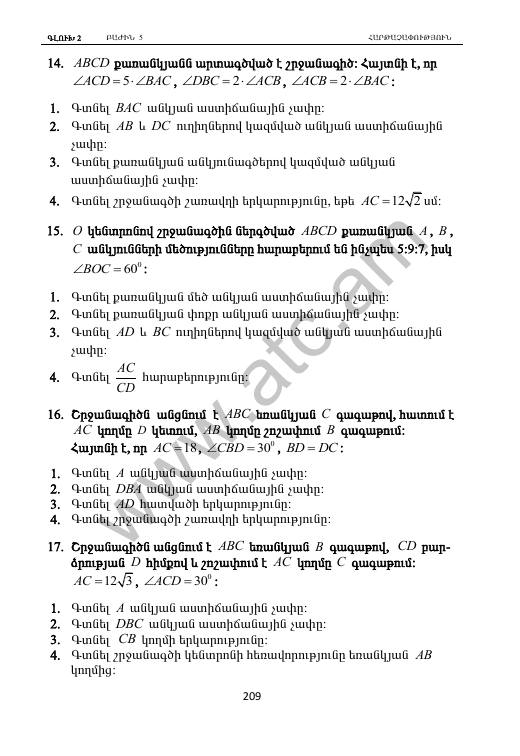 ԳԼՈՒԽ 2 ԲԱԺԻՆ 5 ՀԱՐԹԱՉԱՓՈՒԹՅՈՒՆ
14. ABCD քառանկյանն արտագծված է շրջանագիծ: Հայտնի է, որ
∠ACD = 5·∠BAC, ∠DBC = 2·∠ACB, ∠ACB = 2·∠BAC:
1. Գտնել BAC անկյան աստիճանային չափը:
2. Գտնել AB և DC ուղիղներով կազմված անկյան աստիճանային
չափը:
3. Գտնել քառանկյան անկյունագծերով կազմված անկյան
աստիճանային չափը:
4. Գտնել շրջանագծի շառավղի երկարությունը, եթե AC = 12√2 սմ:
15. O կենտրոնով շրջանագծին ներգծված ABCD քառանկյան A, B,
C անկյունների մեծությունները հարաբերում են ինչպես 5:9:7, իսկ
∠BOC = 60⁰:
1. Գտնել քառանկյան մեծ անկյան աստիճանային չափը:
2. Գտնել քառանկյան փոքր անկյան աստիճանային չափը:
3. Գտնել AD և BC ուղիղներով կազմված անկյան աստիճանային
չափը:
4. Գտնել AC/CD հարաբերությունը:
16. Շրջանագիծն անցնում է ABC եռանկյան C գագաթով, հատում է
AC կողմը D կետում, AB կողմը շոշափում B գագաթում:
Հայտնի է, որ AC = 18, ∠CBD = 30⁰, BD = DC:
1. Գտնել A անկյան աստիճանային չափը:
2. Գտնել DBA անկյան աստիճանային չափը:
3. Գտնել AD հատվածի երկարությունը:
4. Գտնել շրջանագծի շառավղի երկարությունը:
17. Շրջանագիծն անցնում է ABC եռանկյան B գագաթով, CD բար-
ձրության D հիմքով և շոշափում է AC կողմը C գագաթում:
AC = 12√3, ∠ACD = 30⁰:
1. Գտնել A անկյան աստիճանային չափը:
2. Գտնել DBC անկյան աստիճանային չափը:
3. Գտնել CB կողմի երկարությունը:
4. Գտնել շրջանագծի կենտրոնի հեռավորությունը եռանկյան AB
կողմից:
209
www.atc.am